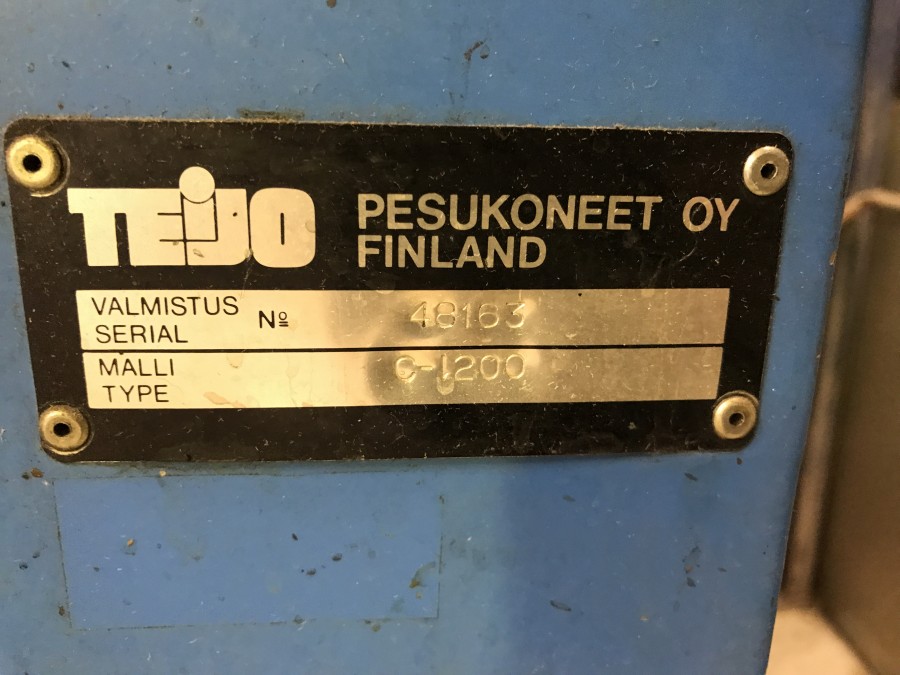 TEIJO PESUKONEET OY
FINLAND
VALMISTUS
SERIAL Nº 48163
MALLI
TYPE C-1200